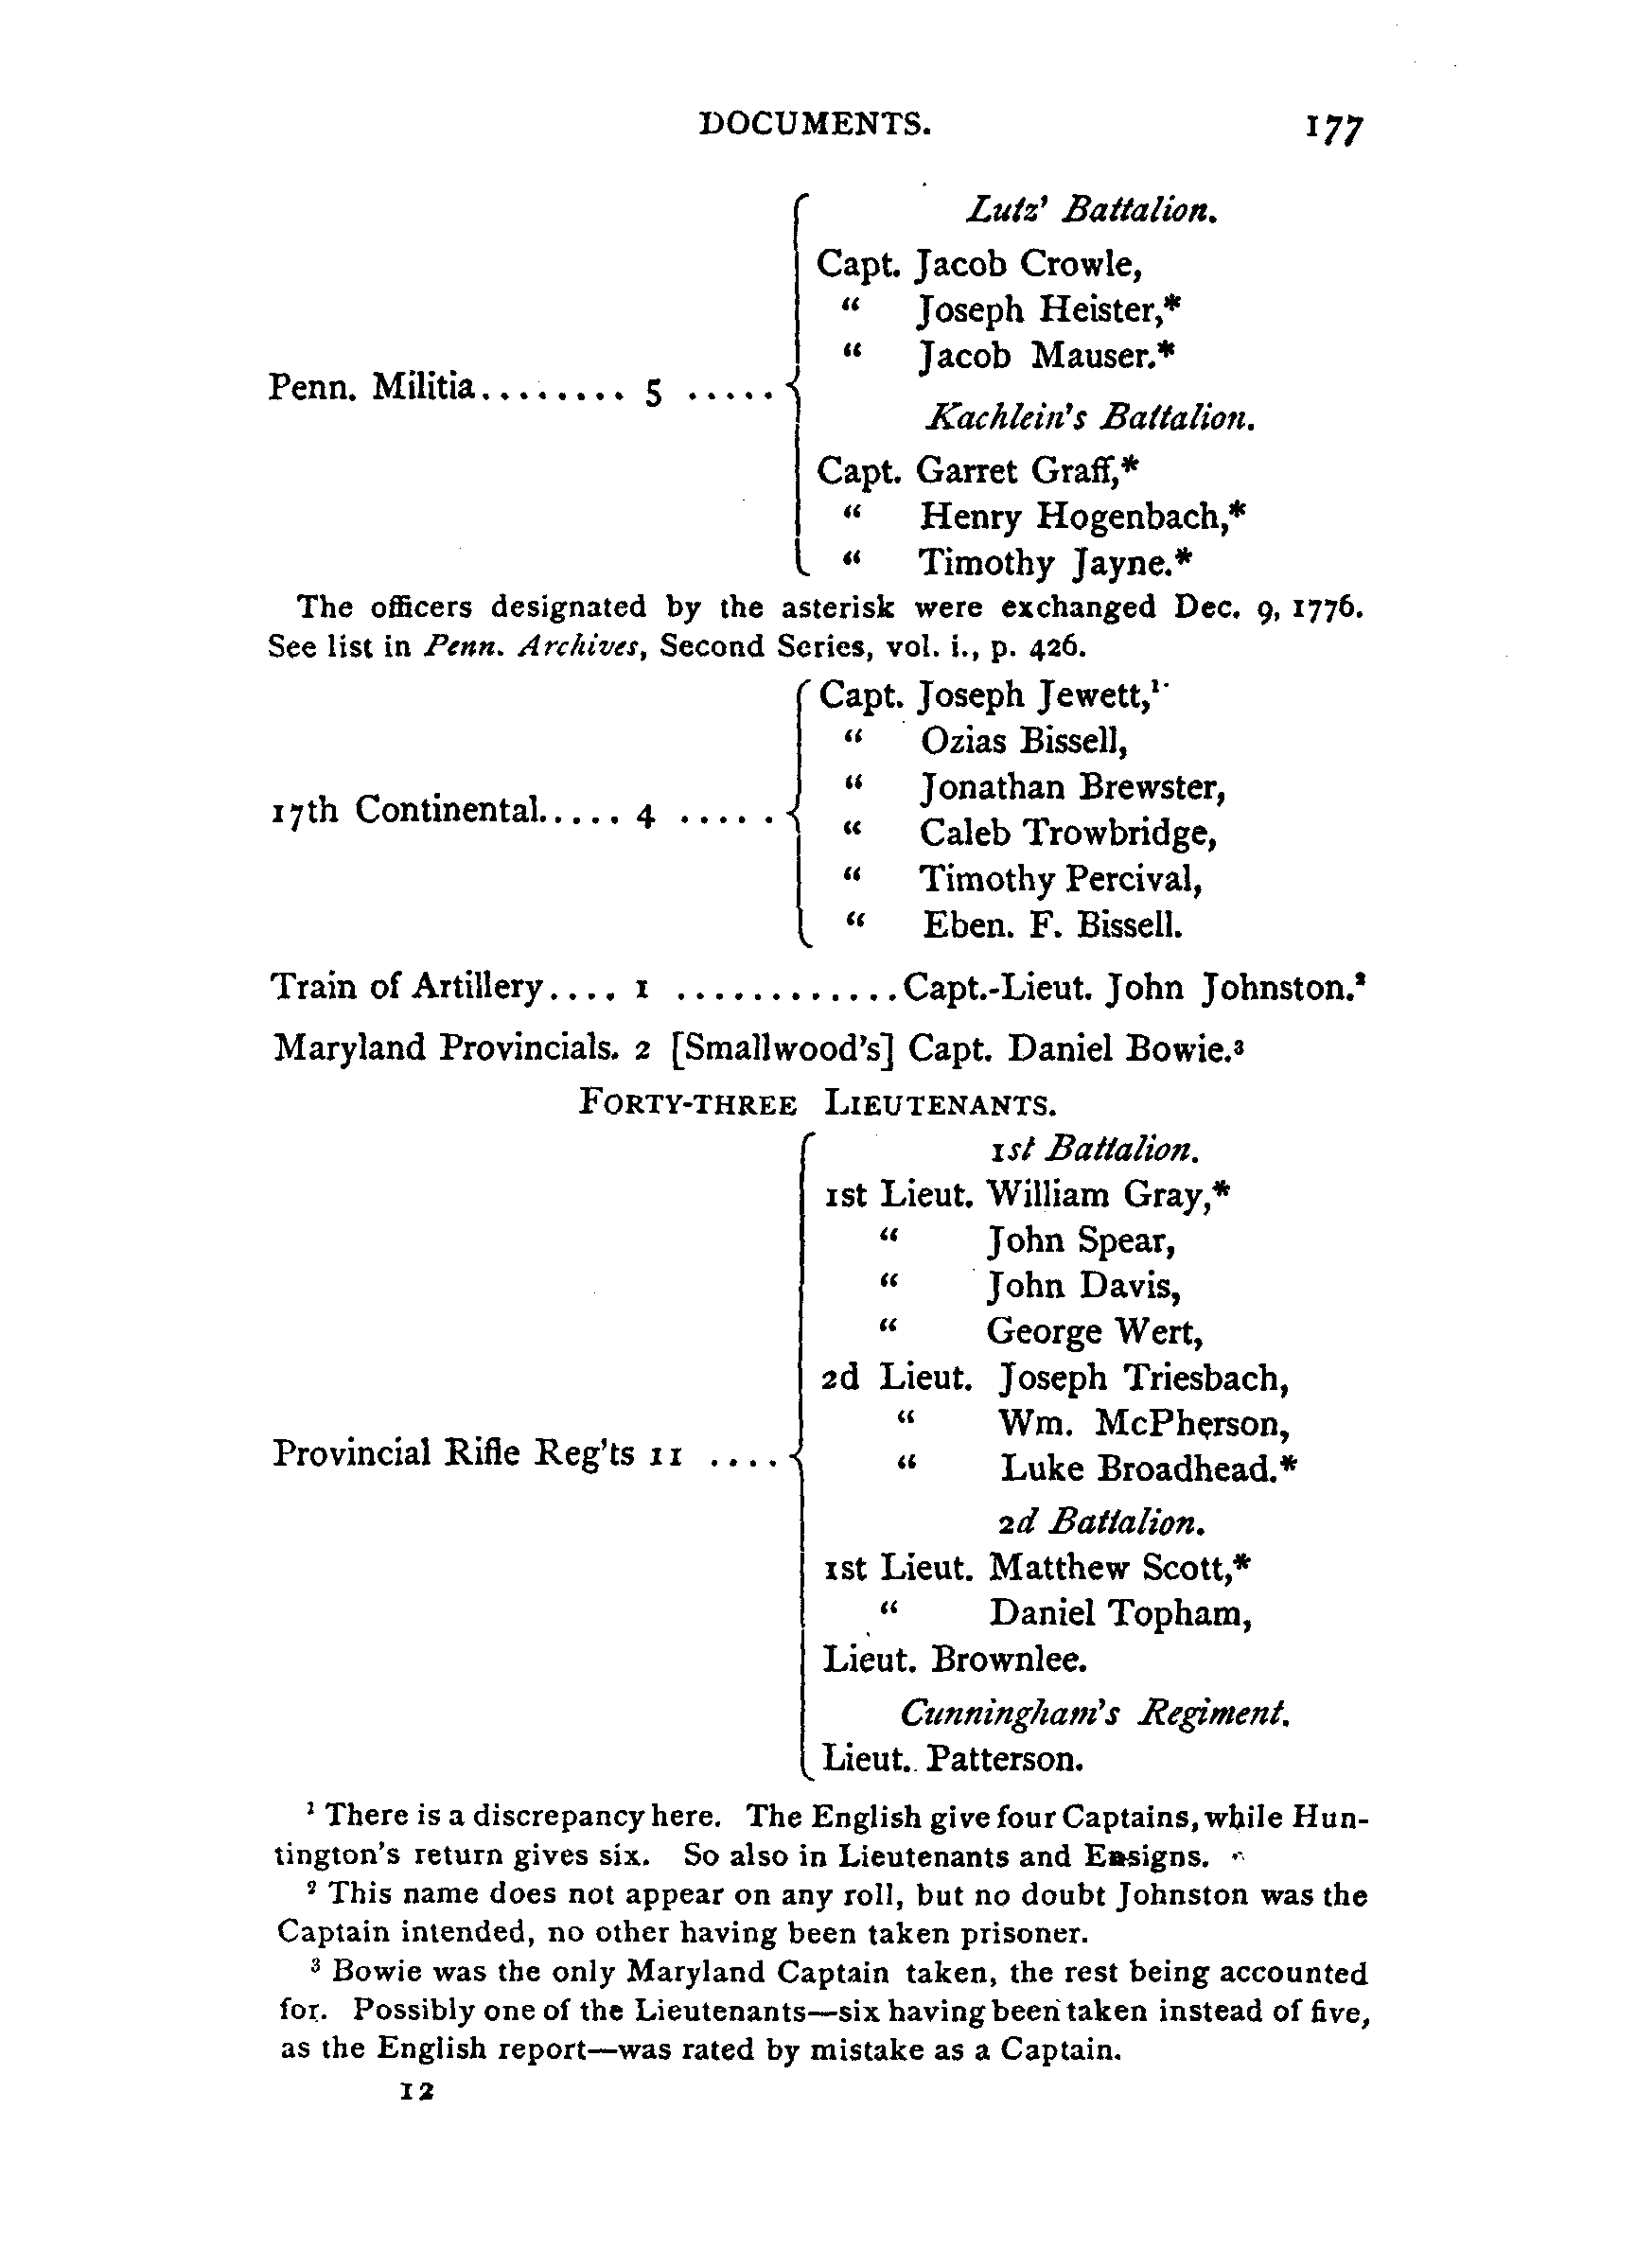 DOCUMENTS. 177
Lutz' Battalion.
Capt. Jacob Crowle,
“ Joseph Heister,*
“ Jacob Mauser.*
Penn. Militia......... 5 .....
Kachlein's Battalion.
Capt. Garret Graff,*
“ Henry Hogenbach,*
“ Timothy Jayne.*
The officers designated by the asterisk were exchanged Dec. 9, 1776.
See list in Penn. Archives, Second Series, vol. i., p. 426.
Capt. Joseph Jewett,¹
“ Ozias Bissell,
“ Jonathan Brewster,
17th Continental..... 4 .....
“ Caleb Trowbridge,
“ Timothy Percival,
“ Eben. F. Bissell.
Train of Artillery.... 1 ............Capt.-Lieut. John Johnston.²
Maryland Provincials. 2 [Smallwood's] Capt. Daniel Bowie.³
FORTY-THREE LIEUTENANTS.
1st Battalion.
1st Lieut. William Gray,*
“ John Spear,
“ John Davis,
“ George Wert,
2d Lieut. Joseph Triesbach,
“ Wm. McPherson,
Provincial Rifle Reg'ts 11 ....
“ Luke Broadhead.*
2d Battalion.
1st Lieut. Matthew Scott,*
“ Daniel Topham,
Lieut. Brownlee.
Cunningham's Regiment.
Lieut. Patterson.
¹ There is a discrepancy here. The English give four Captains, while Hun-
tington's return gives six. So also in Lieutenants and Ensigns.
² This name does not appear on any roll, but no doubt Johnston was the
Captain intended, no other having been taken prisoner.
³ Bowie was the only Maryland Captain taken, the rest being accounted
for. Possibly one of the Lieutenants—six having been taken instead of five,
as the English report—was rated by mistake as a Captain.
12